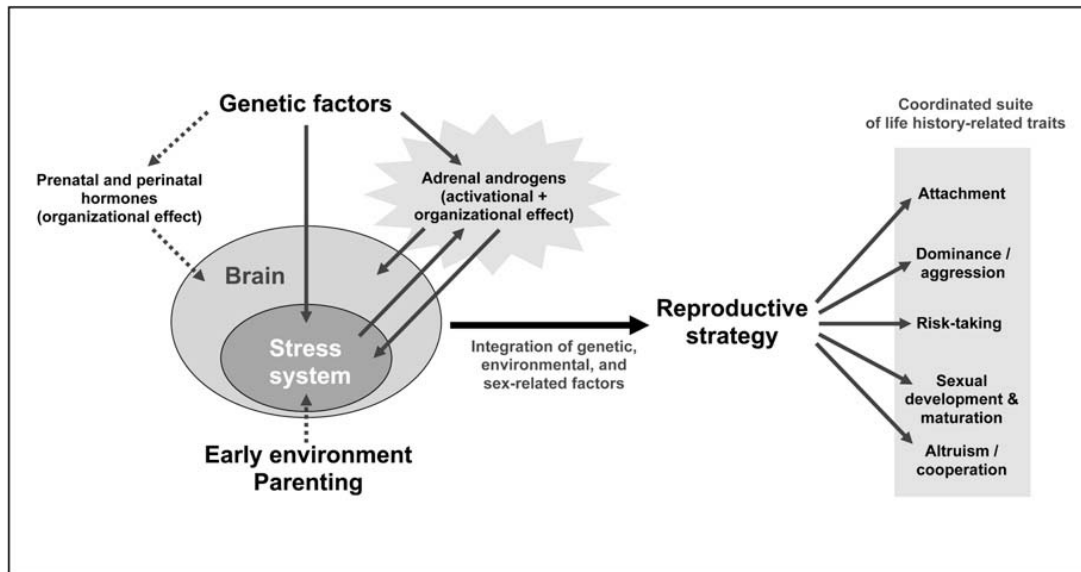 Genetic factors
Prenatal and perinatal
hormones
(organizational effect)
Adrenal androgens
(activational +
organizational effect)
Brain
Stress
system
Early environment
Parenting
Integration of genetic,
environmental, and
sex-related factors
Reproductive
strategy
Coordinated suite
of life history-related traits
Attachment
Dominance /
aggression
Risk-taking
Sexual
development &
maturation
Altruism /
cooperation